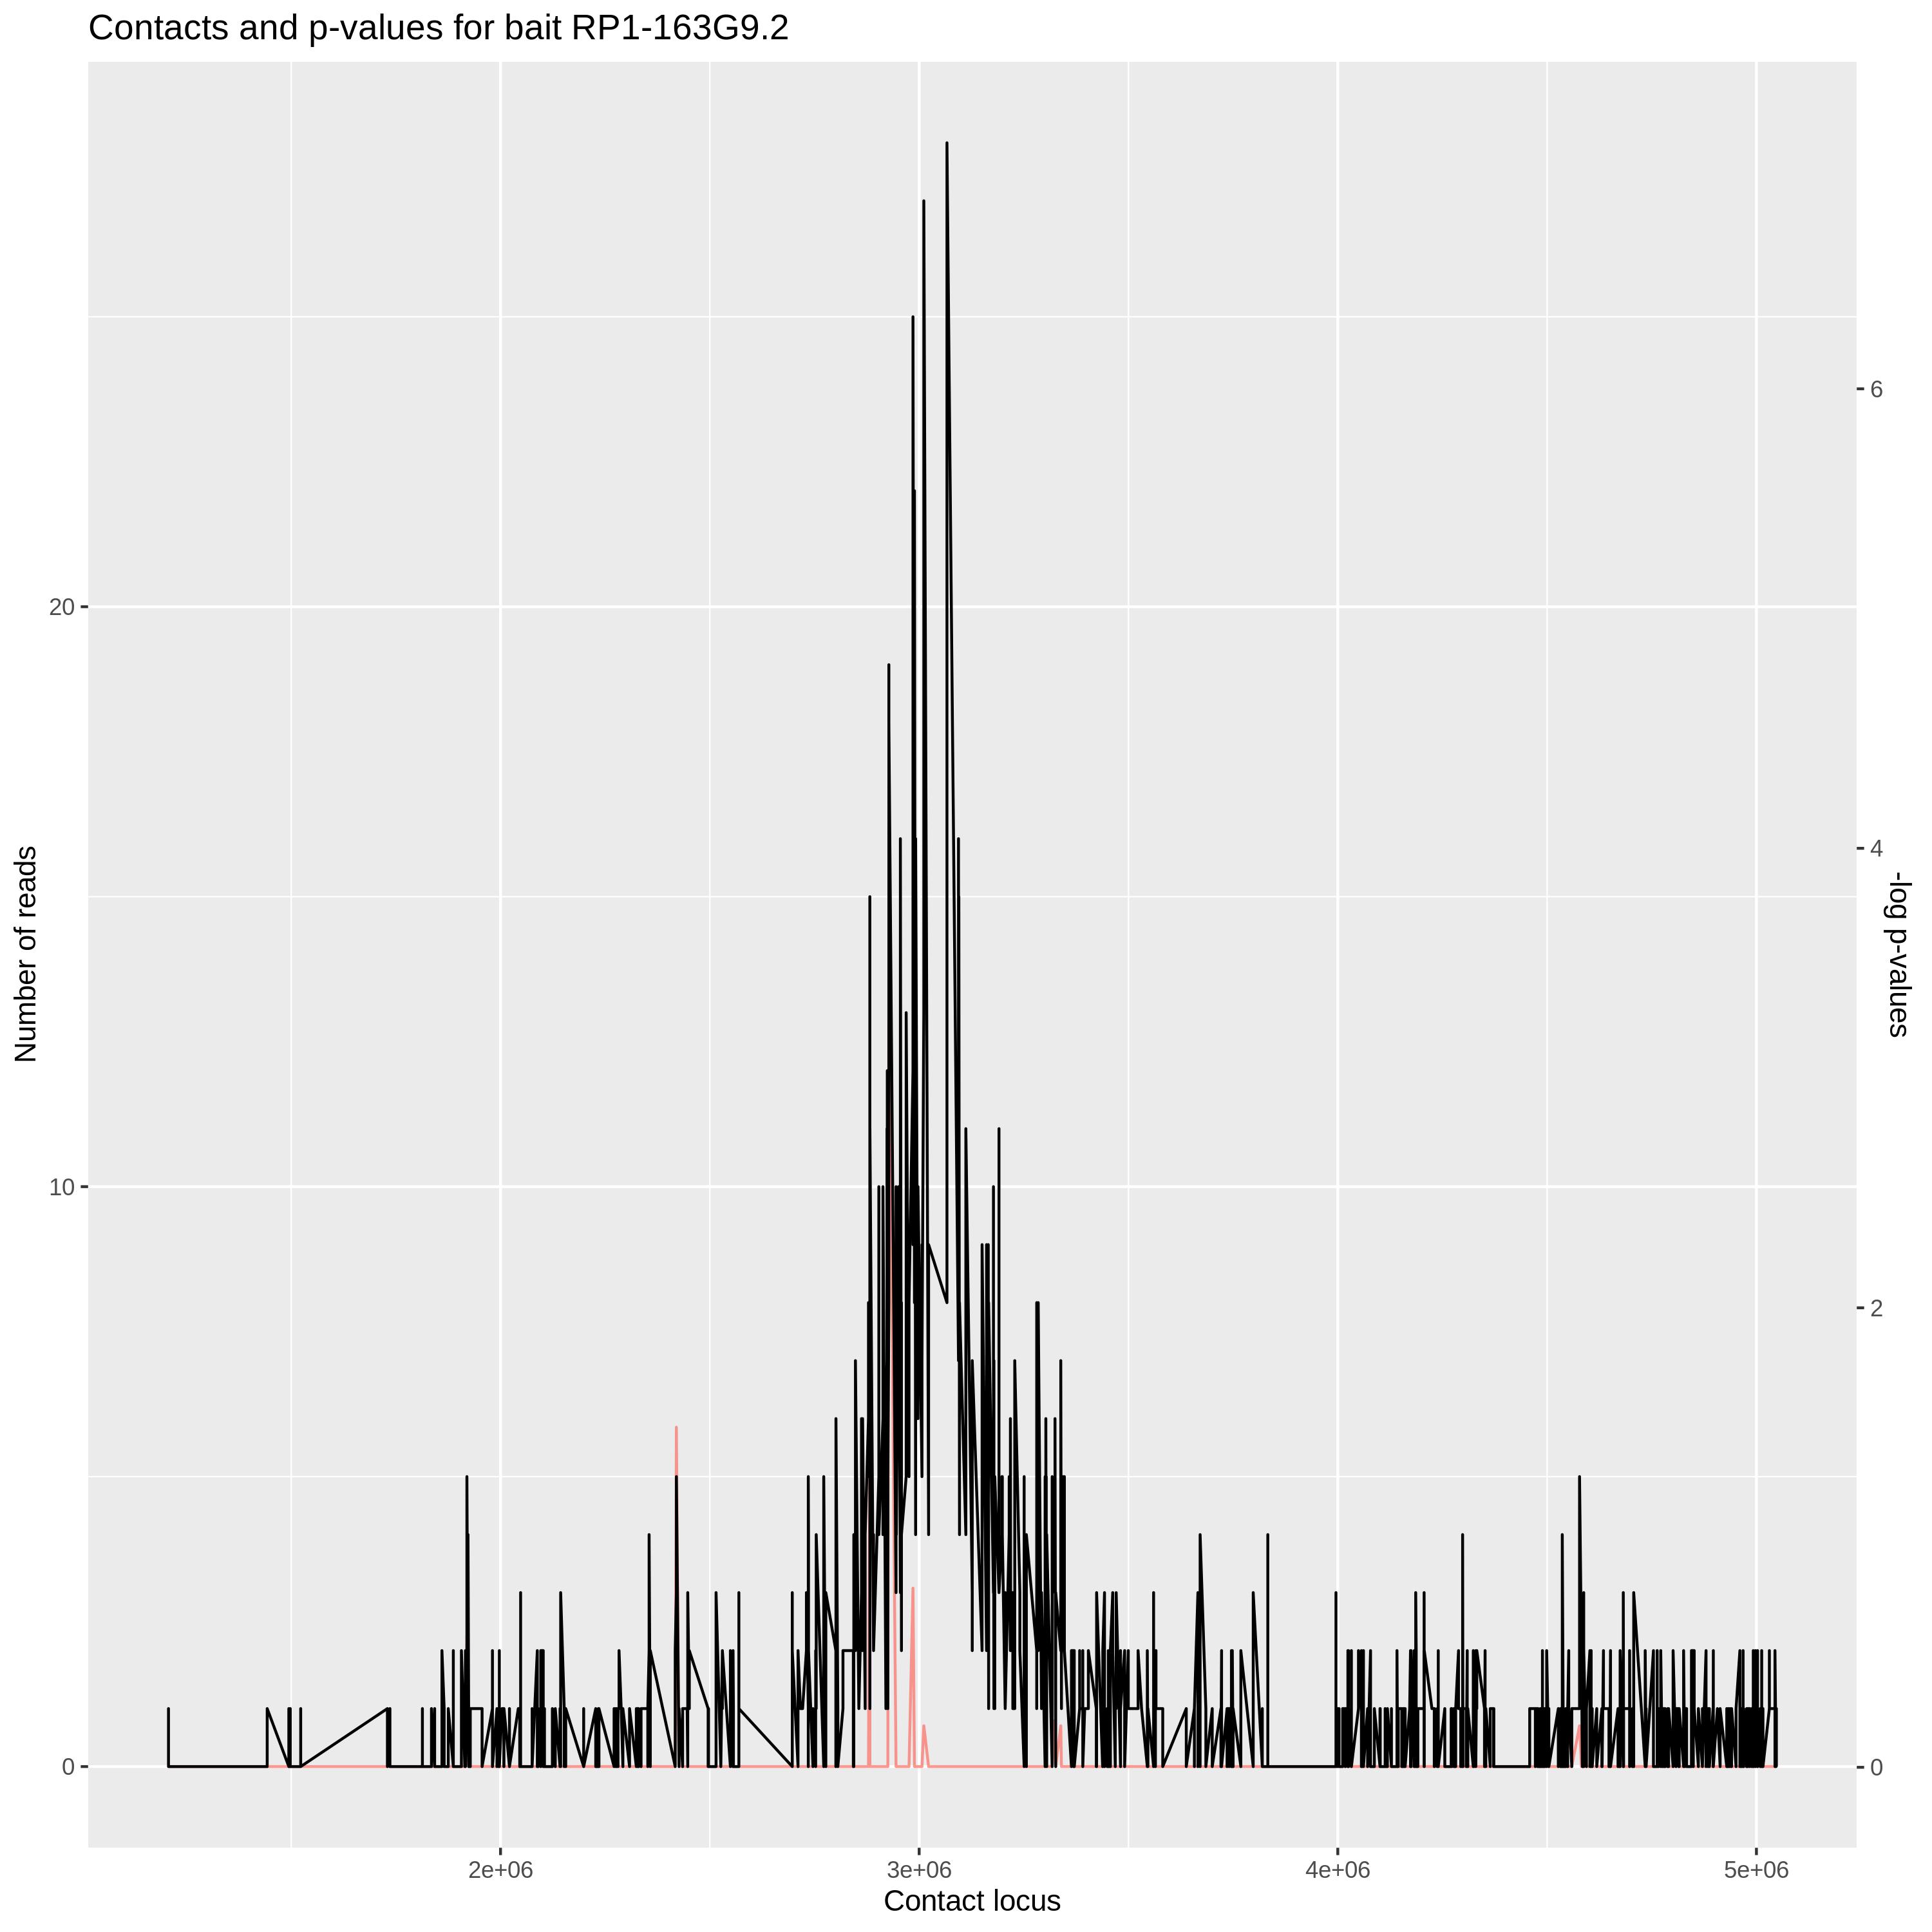 Contacts and p-values for bait RP1-163G9.2
Number of reads
20
10
0
6
4
2
0
-log p-values
2e+06
3e+06
4e+06
5e+06
Contact locus